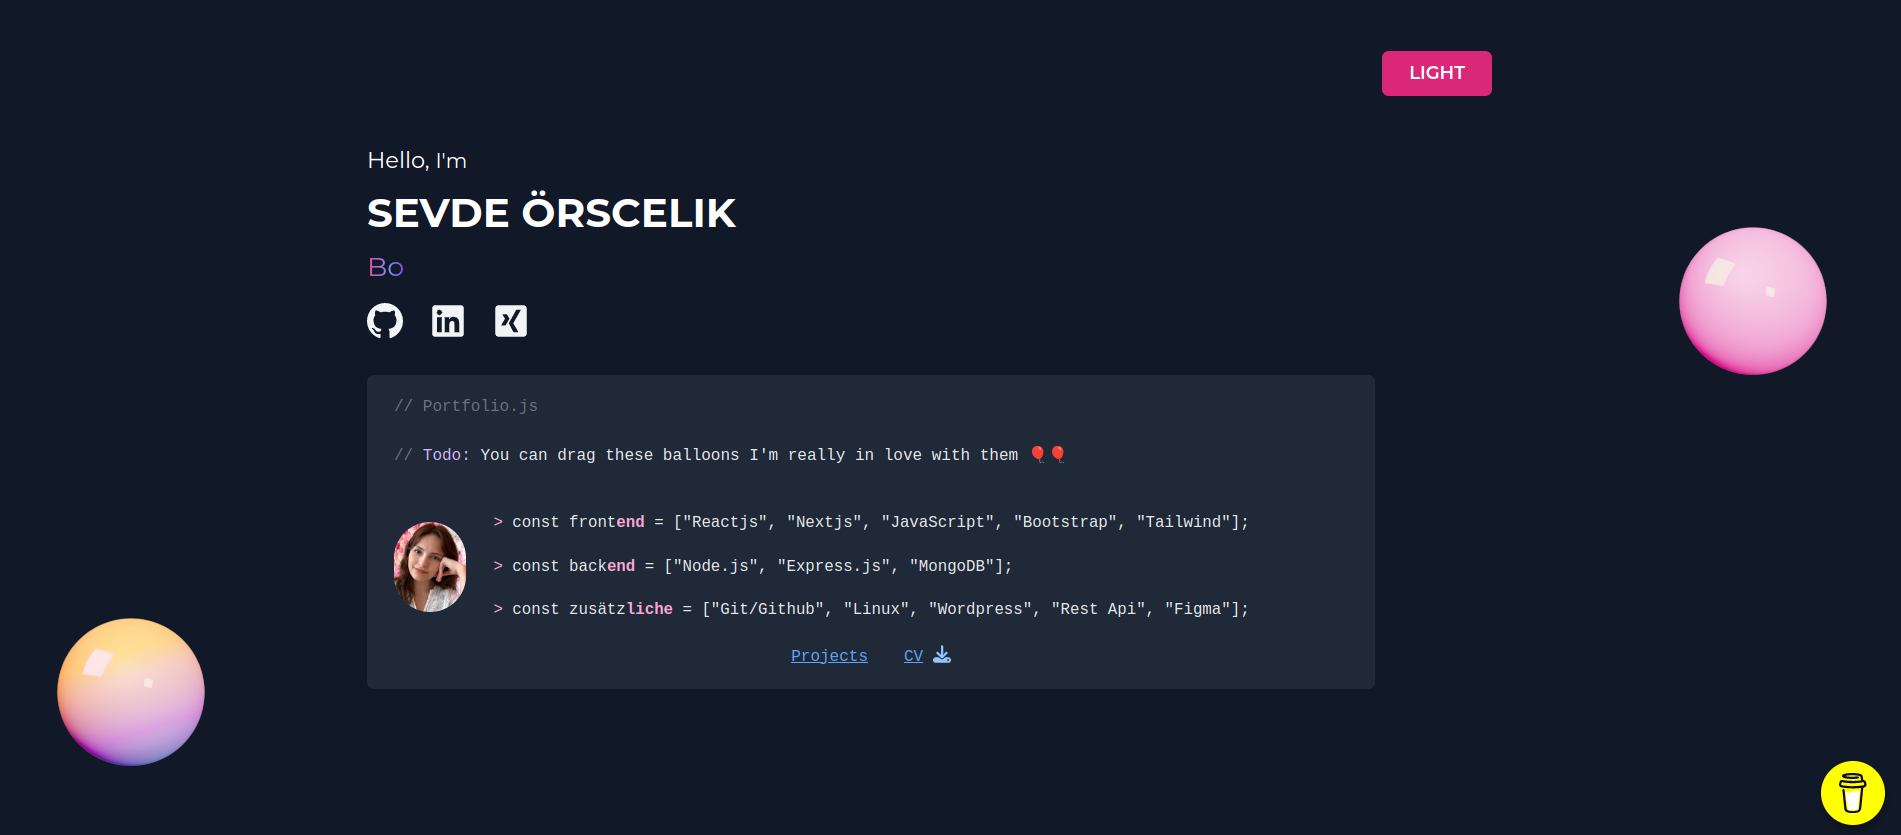 LIGHT
Hello, I'm
SEVDE ÖRSCELIK
Bo
in
// Portfolio.js
// Todo: You can drag these balloons I'm really in love with them 🎈🎈
> const frontend = ["Reactjs", "Nextjs", "JavaScript", "Bootstrap", "Tailwind"];
> const backend = ["Node.js", "Express.js", "MongoDB"];
> const zusätzliche = ["Git/Github", "Linux", "Wordpress", "Rest Api", "Figma"];
Projects CV